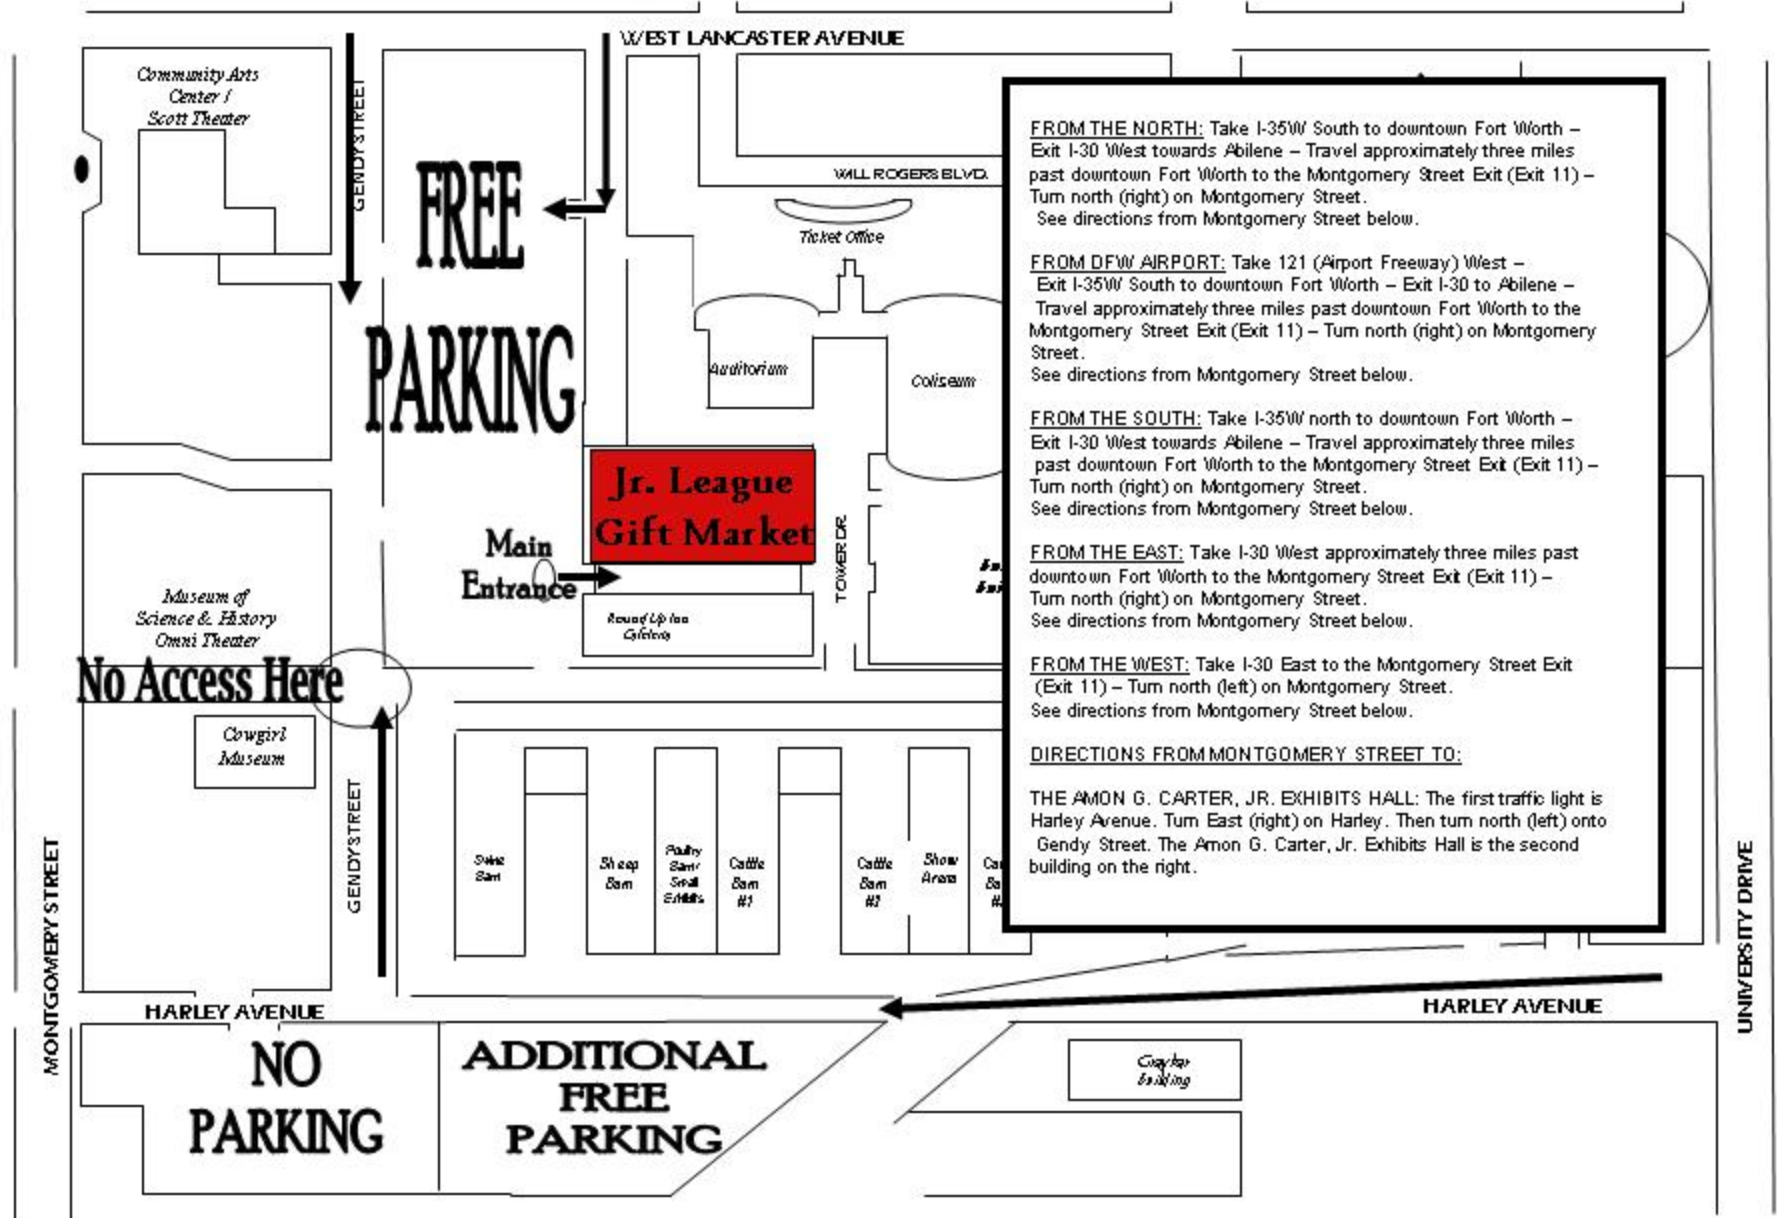 WEST LANCASTER AVENUE
Community Arts
Center /
Scott Theater
GENDY STREET
FREE
PARKING
WILL ROGERS BLVD.
Ticket Office
Auditorium
Coliseum
Jr. League
Gift Market
Main
Entrance
TOWER DR.
Round Up Inn
Cafeteria
Museum of
Science & History
Omni Theater
No Access Here
Cowgirl
Museum
GENDY STREET
MONTGOMERY STREET
Swine
Barn
Sheep
Barn
Poultry
Barn/
Small
Exhibits
Cattle
Barn
#1
Cattle
Barn
#2
Show
Arena
HARLEY AVENUE
NO
PARKING
ADDITIONAL
FREE
PARKING
FROM THE NORTH: Take I-35W South to downtown Fort Worth –
Exit I-30 West towards Abilene – Travel approximately three miles
past downtown Fort Worth to the Montgomery Street Exit (Exit 11) –
Turn north (right) on Montgomery Street.
See directions from Montgomery Street below.
FROM DFW AIRPORT: Take 121 (Airport Freeway) West –
Exit I-35W South to downtown Fort Worth – Exit I-30 to Abilene –
Travel approximately three miles past downtown Fort Worth to the
Montgomery Street Exit (Exit 11) – Turn north (right) on Montgomery
Street.
See directions from Montgomery Street below.
FROM THE SOUTH: Take I-35W north to downtown Fort Worth –
Exit I-30 West towards Abilene – Travel approximately three miles
past downtown Fort Worth to the Montgomery Street Exit (Exit 11) –
Turn north (right) on Montgomery Street.
See directions from Montgomery Street below.
FROM THE EAST: Take I-30 West approximately three miles past
downtown Fort Worth to the Montgomery Street Exit (Exit 11) –
Turn north (right) on Montgomery Street.
See directions from Montgomery Street below.
FROM THE WEST: Take I-30 East to the Montgomery Street Exit
(Exit 11) – Turn north (left) on Montgomery Street.
See directions from Montgomery Street below.
DIRECTIONS FROM MONTGOMERY STREET TO:
THE AMON G. CARTER, JR. EXHIBITS HALL: The first traffic light is
Harley Avenue. Turn East (right) on Harley. Then turn north (left) onto
Gendy Street. The Amon G. Carter, Jr. Exhibits Hall is the second
building on the right.
HARLEY AVENUE
UNIVERSITY DRIVE
building